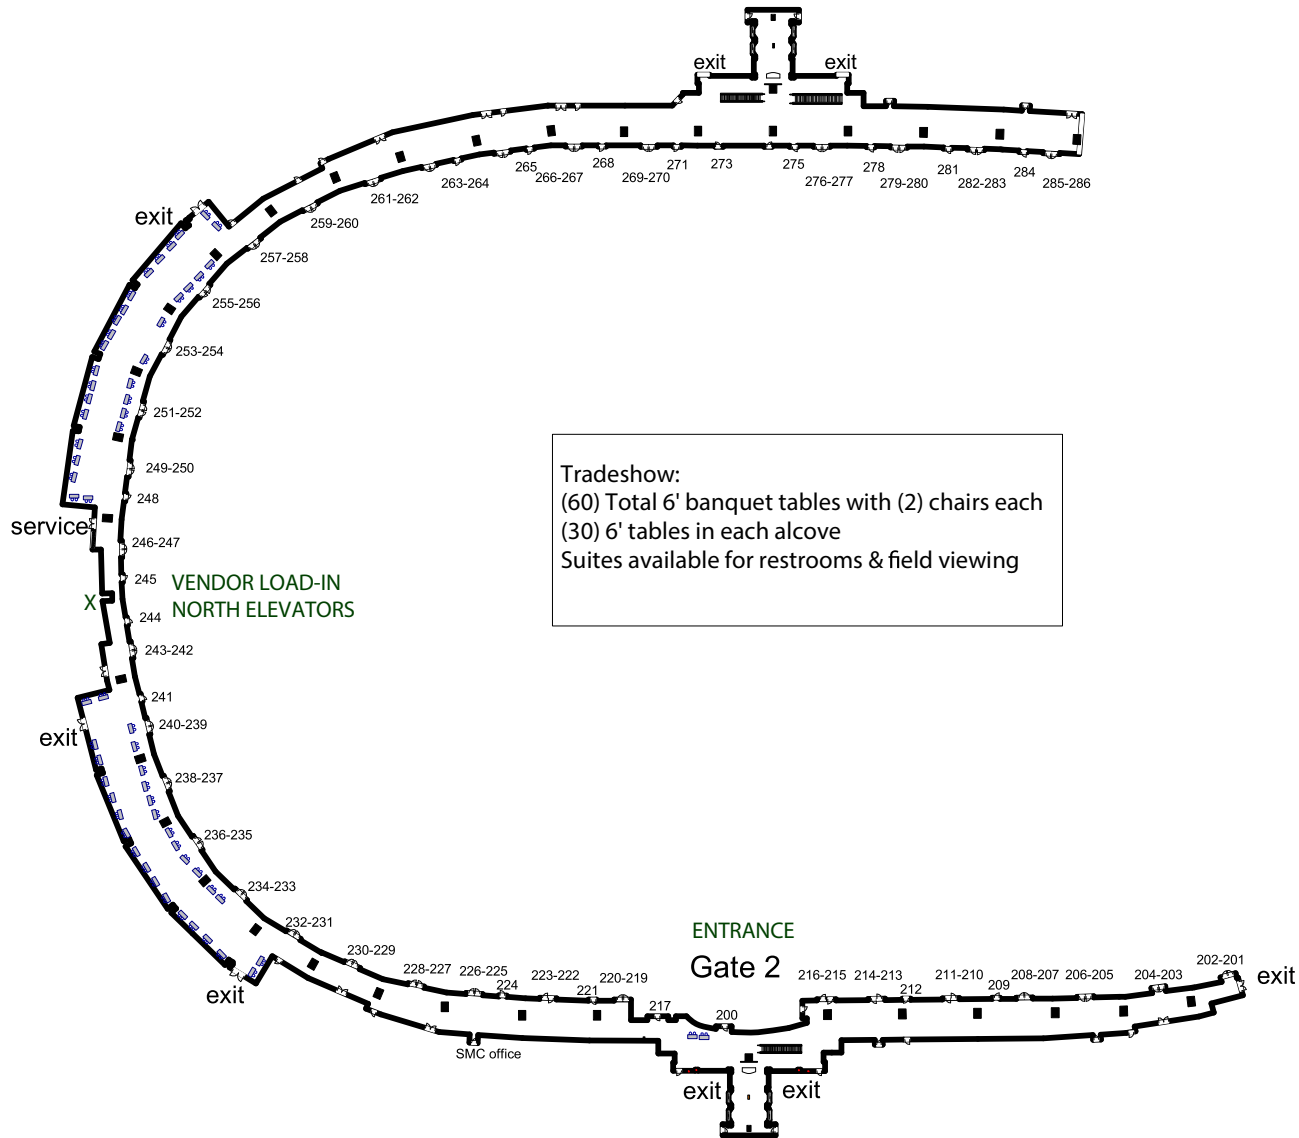 exit
exit
265
268
271
273
275
278
281
284
266-267
269-270
276-277
279-280
282-283
285-286
263-264
261-262
259-260
exit
257-258
255-256
253-254
251-252
249-250
248
service
246-247
245
VENDOR LOAD-IN
NORTH ELEVATORS
X
244
243-242
241
240-239
exit
238-237
236-235
234-233
232-231
230-229
exit
Tradeshow:
(60) Total 6' banquet tables with (2) chairs each
(30) 6' tables in each alcove
Suites available for restrooms & field viewing
ENTRANCE
Gate 2
228-227
226-225
224
223-222
221
220-219
217
200
216-215
214-213
212
211-210
209
208-207
206-205
204-203
202-201
exit
SMC office
exit
exit